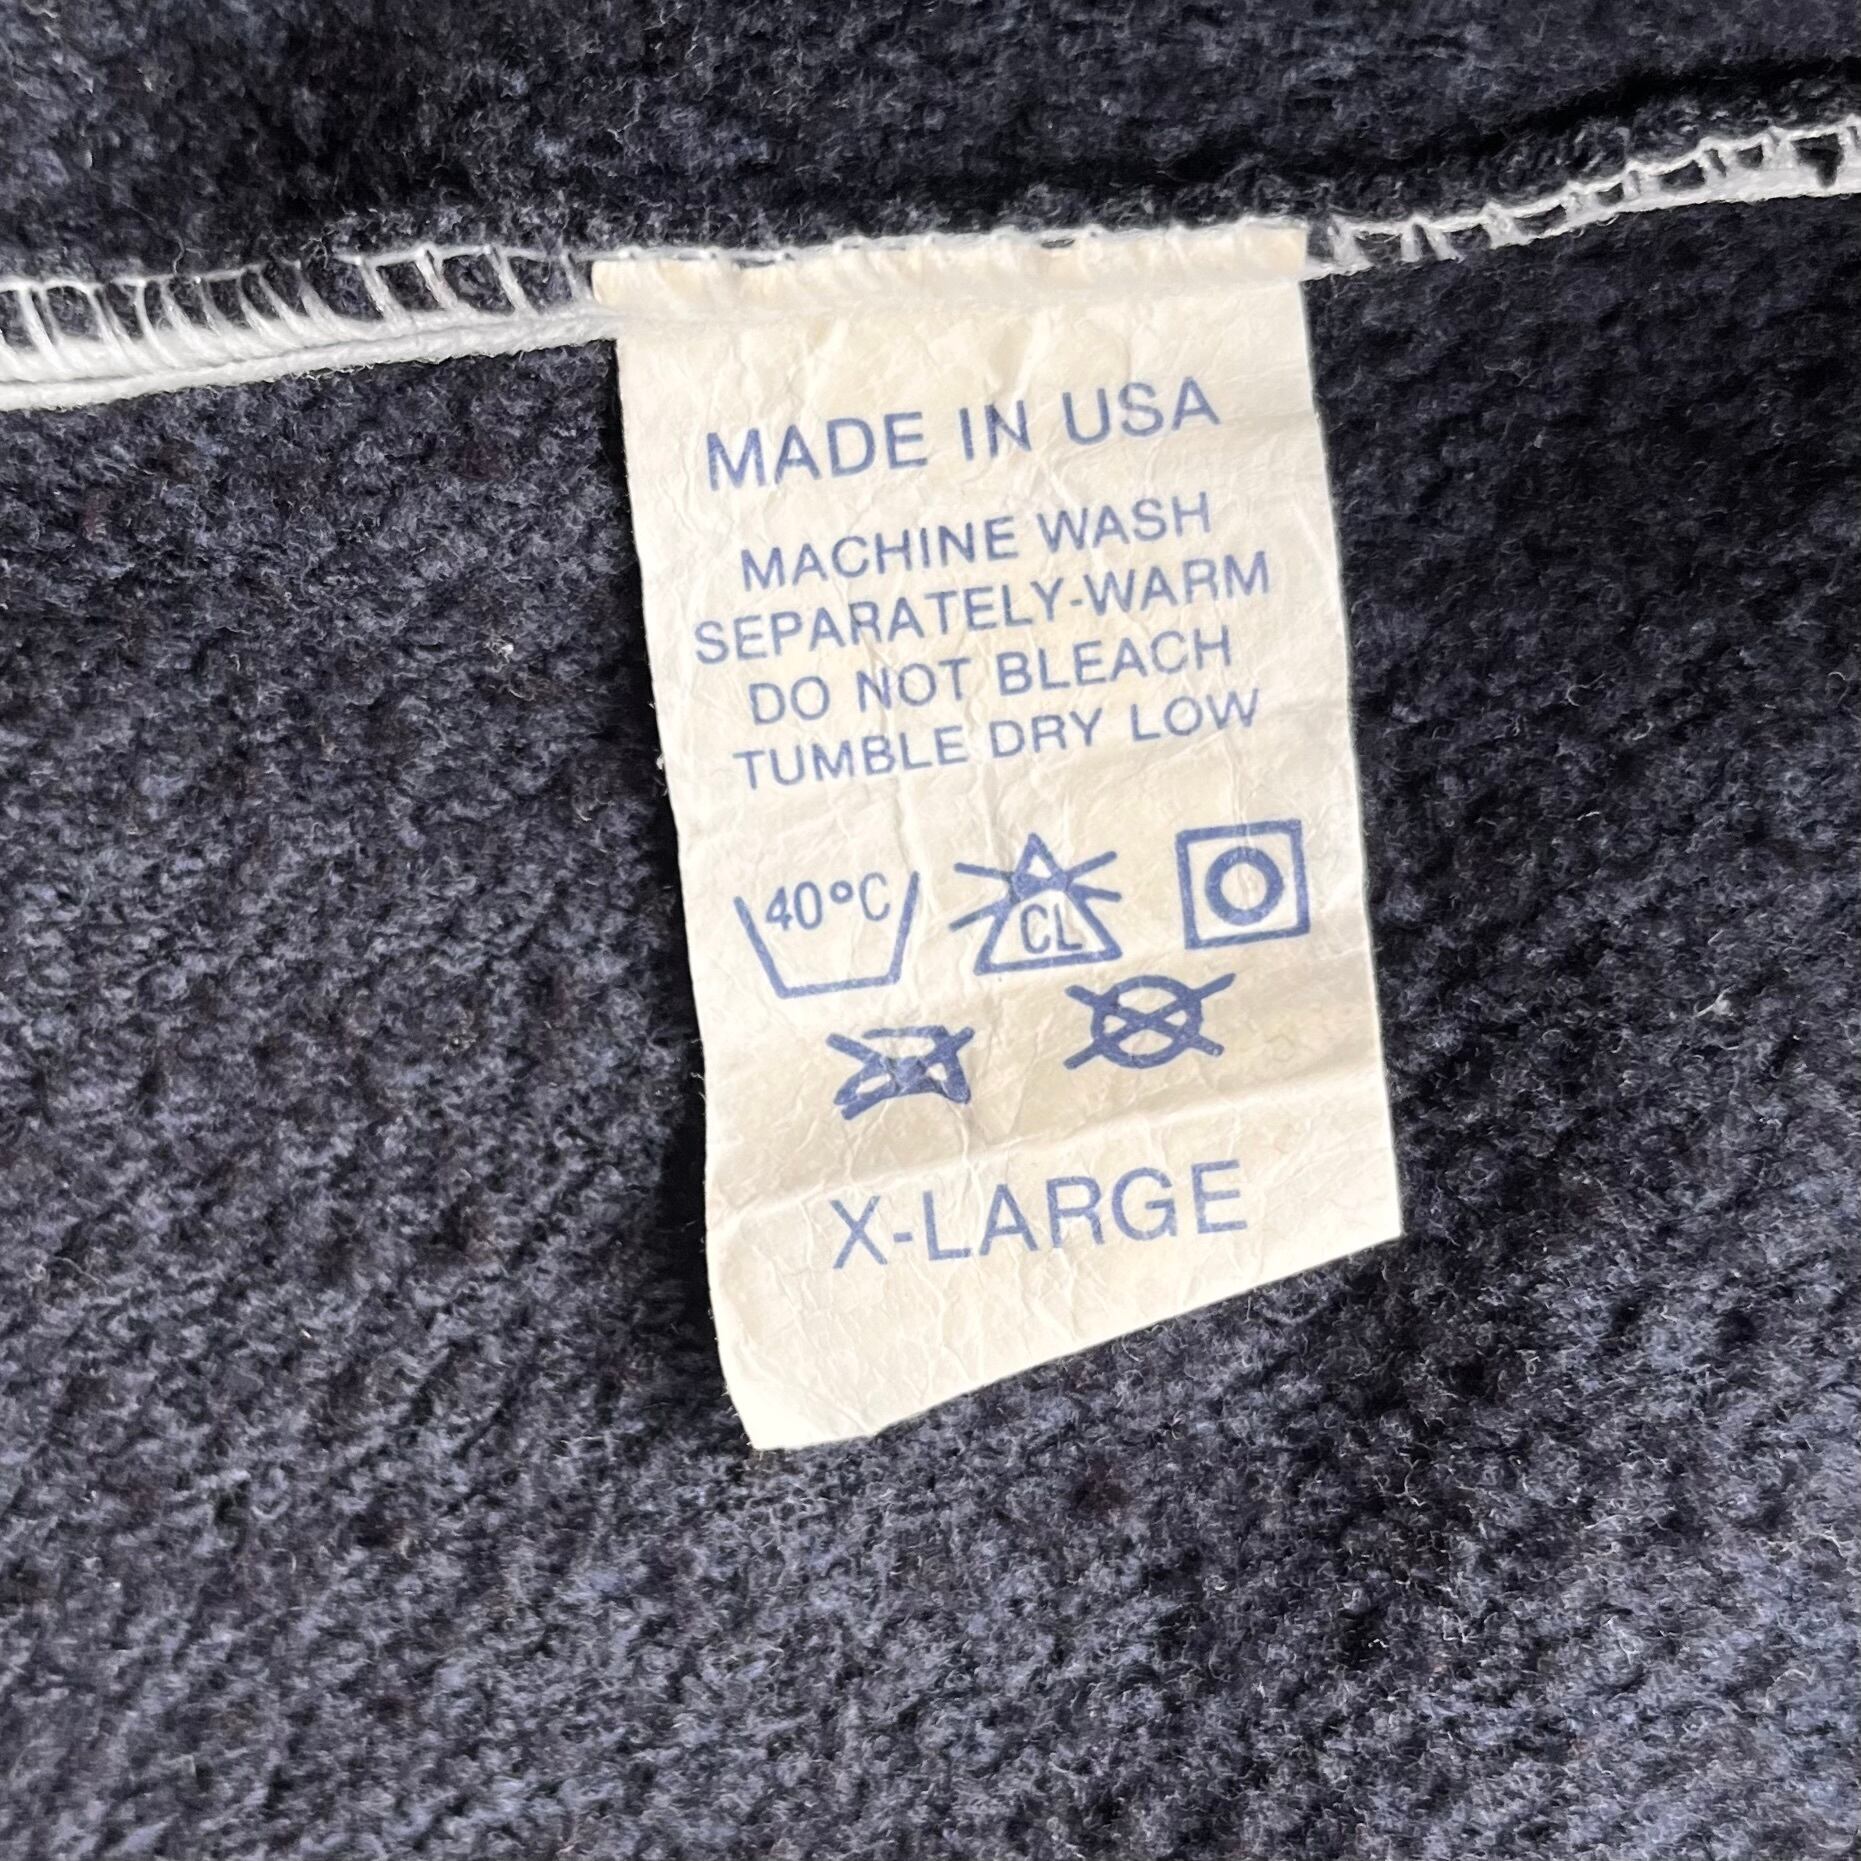 MADE IN USA
MACHINE WASH
SEPARATELY-WARM
DO NOT BLEACH
TUMBLE DRY LOW
40°C
CL
X-LARGE